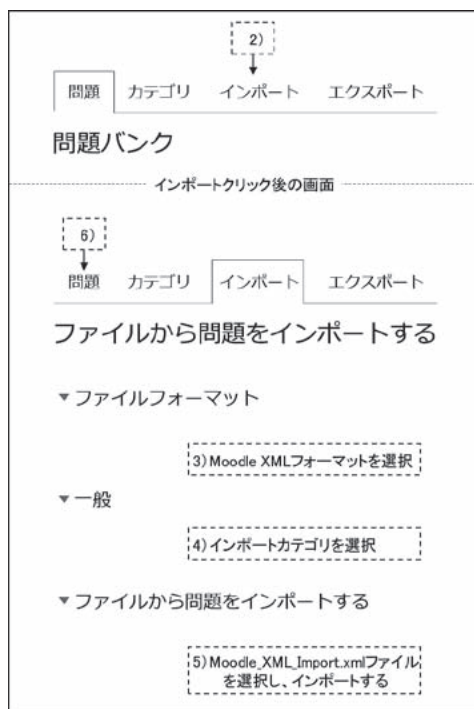 2)
問題 カテゴリ インポート エクスポート
問題バンク
インポートクリック後の画面
6)
問題 カテゴリ インポート エクスポート
ファイルから問題をインポートする
▼ファイルフォーマット
3)Moodle XMLフォーマットを選択
▼一般
4)インポートカテゴリを選択
▼ファイルから問題をインポートする
5)Moodle_XML_Import.xmlファイル
を選択し、インポートする